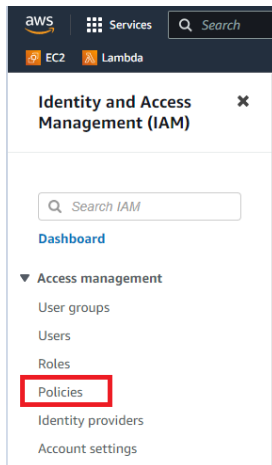 aws Services Search
EC2 Lambda
Identity and Access
Management (IAM)
Search IAM
Dashboard
Access management
User groups
Users
Roles
Policies
Identity providers
Account settings